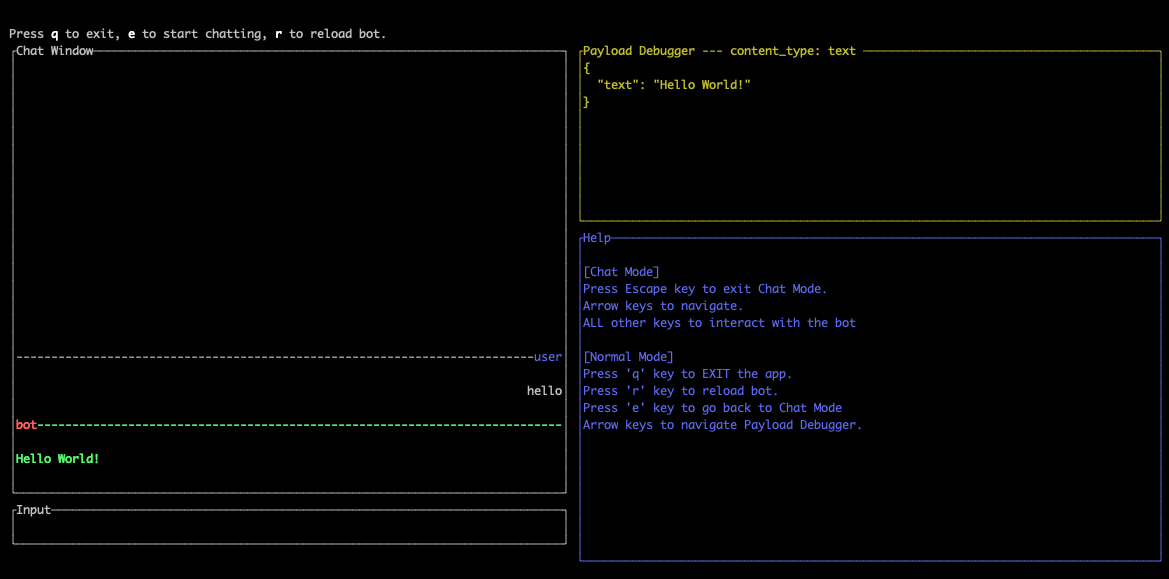 Press q to exit, e to start chatting, r to reload bot.
Chat Window
user
hello
bot
Hello World!
Input
Payload Debugger --- content_type: text
{
"text": "Hello World!"
}
Help
[Chat Mode]
Press Escape key to exit Chat Mode.
Arrow keys to navigate.
ALL other keys to interact with the bot
[Normal Mode]
Press 'q' key to EXIT the app.
Press 'r' key to reload bot.
Press 'e' key to go back to Chat Mode
Arrow keys to navigate Payload Debugger.